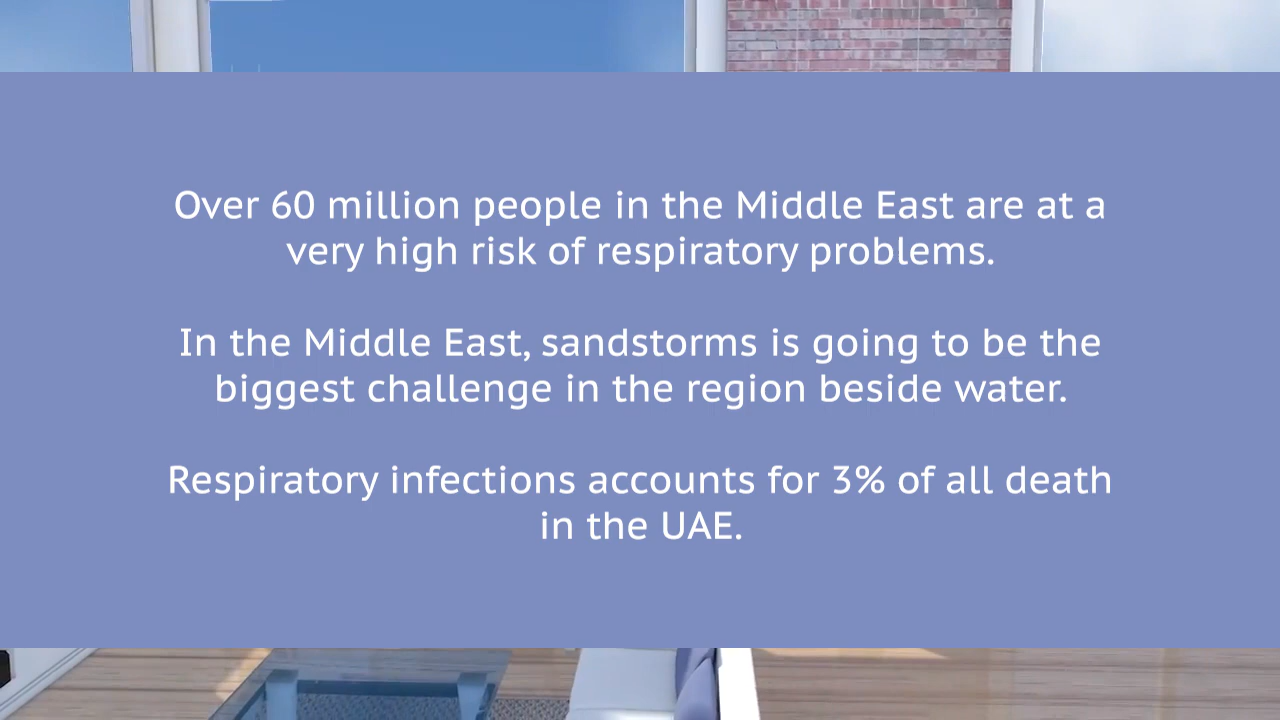 Over 60 million people in the Middle East are at a
very high risk of respiratory problems.
In the Middle East, sandstorms is going to be the
biggest challenge in the region beside water.
Respiratory infections accounts for 3% of all death
in the UAE.